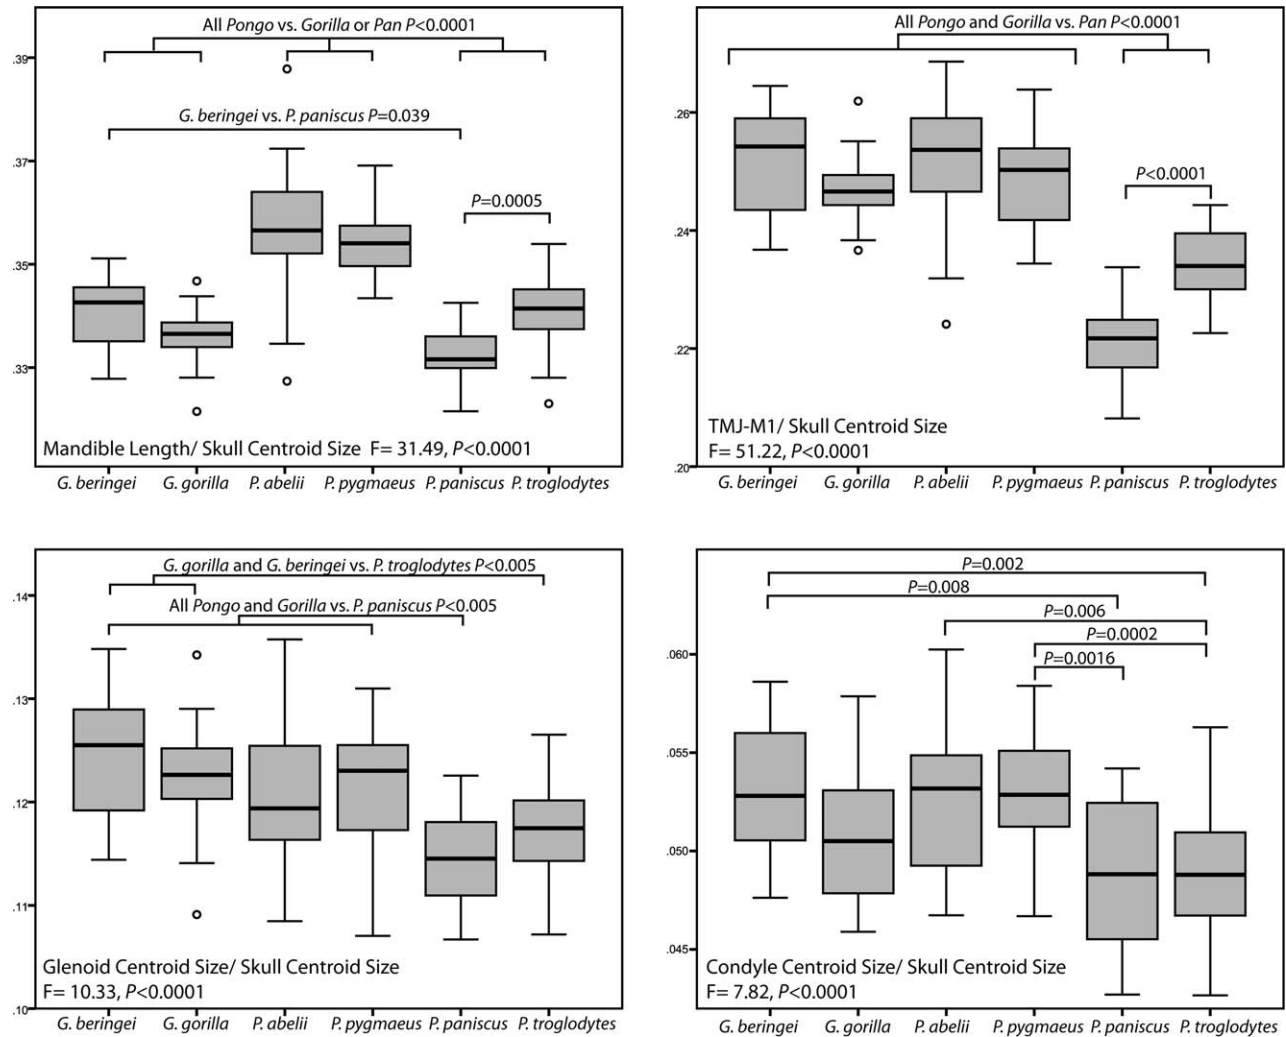 All Pongo vs. Gorilla or Pan P<0.0001
.39
G. beringei vs. P. paniscus P=0.039
.37
P=0.0005
.35
.33
Mandible Length/ Skull Centroid Size F= 31.49, P<0.0001
G. beringei G. gorilla P. abelii P. pygmaeus P. paniscus P. troglodytes
All Pongo and Gorilla vs. Pan P<0.0001
.26
P<0.0001
.24
.22
TMJ-M1/ Skull Centroid Size
F= 51.22, P<0.0001
.20
G. beringei G. gorilla P. abelii P. pygmaeus P. paniscus P. troglodytes
G. gorilla and G. beringei vs. P. troglodytes P<0.005
.14
All Pongo and Gorilla vs. P. paniscus P<0.005
.13
.12
.11
Glenoid Centroid Size/ Skull Centroid Size
F= 10.33, P<0.0001
.10
G. beringei G. gorilla P. abelii P. pygmaeus P. paniscus P. troglodytes
P=0.002
P=0.008
P=0.006
P=0.0002
P=0.0016
.060
.055
.050
.045
Condyle Centroid Size/ Skull Centroid Size
F= 7.82, P<0.0001
G. beringei G. gorilla P. abelii P. pygmaeus P. paniscus P. troglodytes